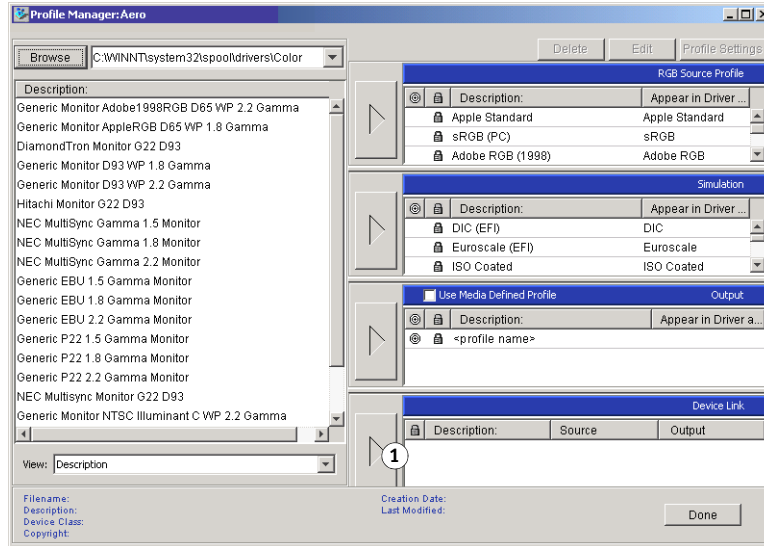 Profile Manager:Aero
Browse
C:\WINNT\system32\spool\drivers\Color
Delete
Edit
Profile Settings
Description:
Generic Monitor Adobe1998RGB D65 WP 2.2 Gamma
Generic Monitor AppleRGB D65 WP 1.8 Gamma
DiamondTron Monitor G22 D93
Generic Monitor D93 WP 1.8 Gamma
Generic Monitor D93 WP 2.2 Gamma
Hitachi Monitor G22 D93
NEC MultiSync Gamma 1.5 Monitor
NEC MultiSync Gamma 1.8 Monitor
NEC MultiSync Gamma 2.2 Monitor
Generic EBU 1.5 Gamma Monitor
Generic EBU 1.8 Gamma Monitor
Generic EBU 2.2 Gamma Monitor
Generic P22 1.5 Gamma Monitor
Generic P22 1.8 Gamma Monitor
Generic P22 2.2 Gamma Monitor
NEC Multisync Monitor G22 D93
Generic Monitor NTSC Illuminant C WP 2.2 Gamma
View: Description
RGB Source Profile
Description: Appear in Driver ...
Apple Standard Apple Standard
sRGB (PC) sRGB
Adobe RGB (1998) Adobe RGB
Simulation
Description: Appear in Driver ...
DIC (EFI) DIC
Euroscale (EFI) Euroscale
ISO Coated ISO Coated
Use Media Defined Profile Output
Description: Appear in Driver a...
<profile name>
Device Link
Description: Source Output
1
Filename:
Description:
Device Class:
Copyright:
Creation Date:
Last Modified:
Done